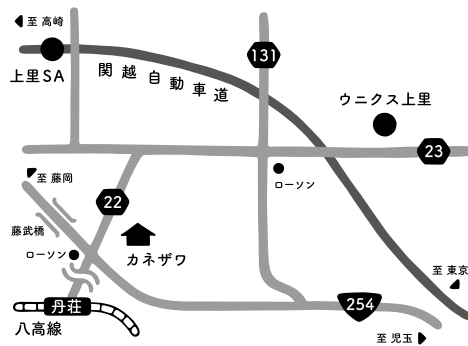 至 高崎
上里SA
関越自動車道
131
ウニクス上里
23
ローソン
至 藤岡
22
藤武橋
カネザワ
ローソン
至 東京
丹荘
254
八高線
至 児玉